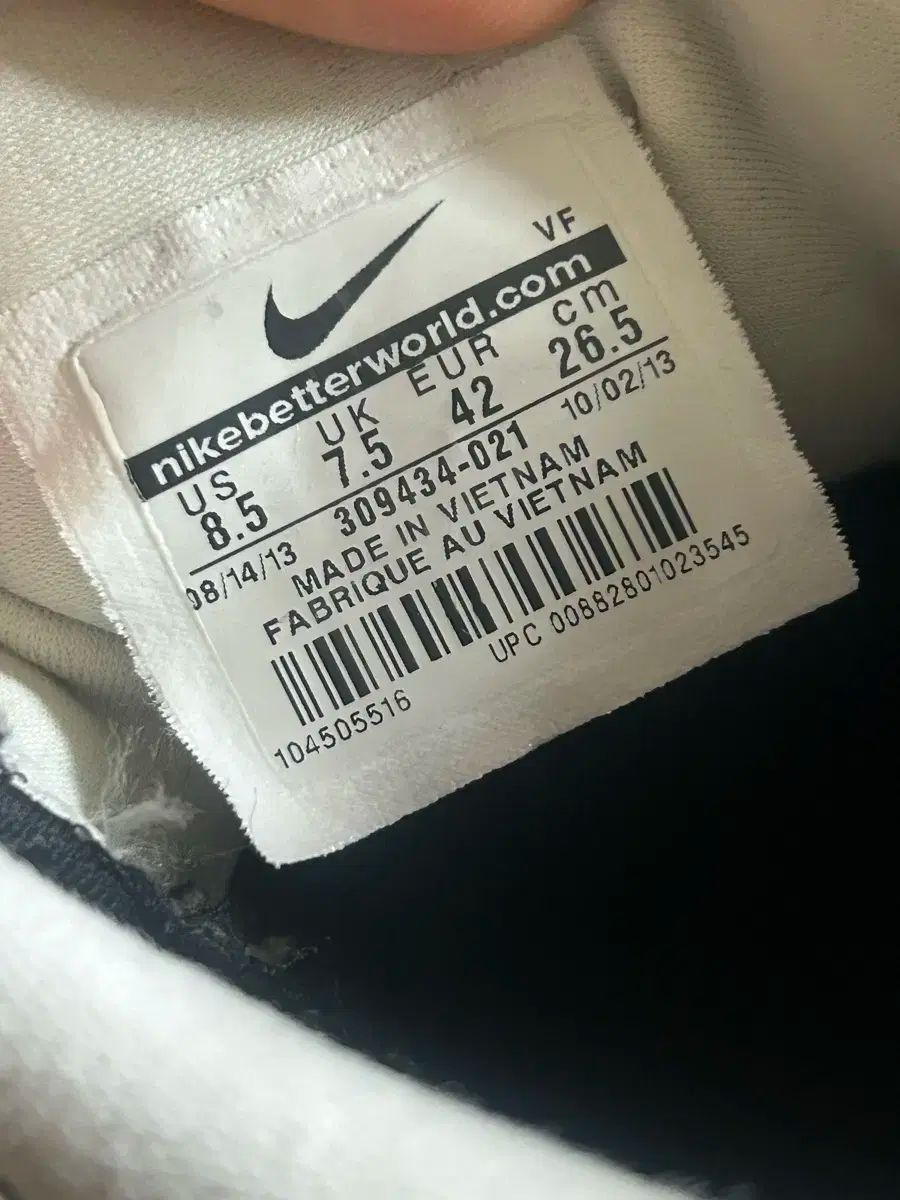 VF
nikebetterworld.com
US UK EUR cm
8.5 7.5 42 26.5
08/14/13 309434-021 10/02/13
MADE IN VIETNAM
FABRIQUE AU VIETNAM
104505516 UPC 00882801023545